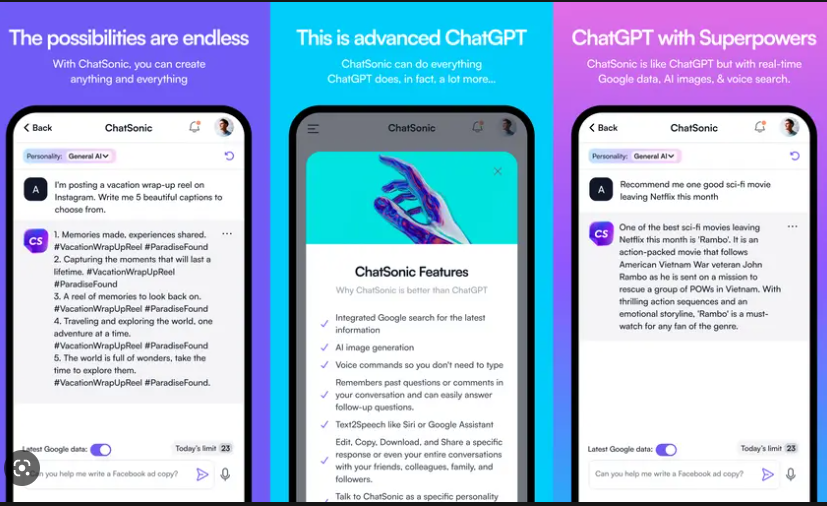 The possibilities are endless
With ChatSonic, you can create
anything and everything
Back
ChatSonic
Personality: General AI
A
I'm posting a vacation wrap-up reel on
Instagram. Write me 5 beautiful captions to
choose from.
CS
1. Memories made, experiences shared.
#VacationWrapUpReel #ParadiseFound
2. Capturing the moments that will last a
lifetime. #VacationWrapUpReel
#ParadiseFound
3. A reel of memories to look back on.
#VacationWrapUpReel #ParadiseFound
4. Traveling and exploring the world, one
adventure at a time.
#VacationWrapUpReel #ParadiseFound
5. The world is full of wonders, take the
time to explore them.
#VacationWrapUpReel #ParadiseFound.
Latest Google data:
Today's limit 23
Can you help me write a Facebook ad copy?
This is advanced ChatGPT
ChatSonic can do everything
ChatGPT does, in fact, a lot more...
ChatSonic
ChatSonic Features
Why ChatSonic is better than ChatGPT
Integrated Google search for the latest
information
AI image generation
Voice commands so you don't need to type
Remembers past questions or comments in
your conversation and can easily answer
follow-up questions.
Text2Speech like Siri or Google Assistant
Edit, Copy, Download, and Share a specific
response or even your entire conversations
with your friends, colleagues, family, and
followers.
Talk to ChatSonic as a specific personality
ChatGPT with Superpowers
ChatSonic is like ChatGPT but with real-time
Google data, AI images, & voice search.
Back
ChatSonic
Personality: General AI
A
Recommend me one good sci-fi movie
leaving Netflix this month
CS
One of the best sci-fi movies leaving
Netflix this month is 'Rambo'. It is an
action-packed movie that follows
American Vietnam War veteran John
Rambo as he is sent on a mission to
rescue a group of POWs in Vietnam. With
thrilling action sequences and an
emotional storyline, 'Rambo' is a must-
watch for any fan of the genre.
Latest Google data:
Today's limit 23
Can you help me write a Facebook ad copy?